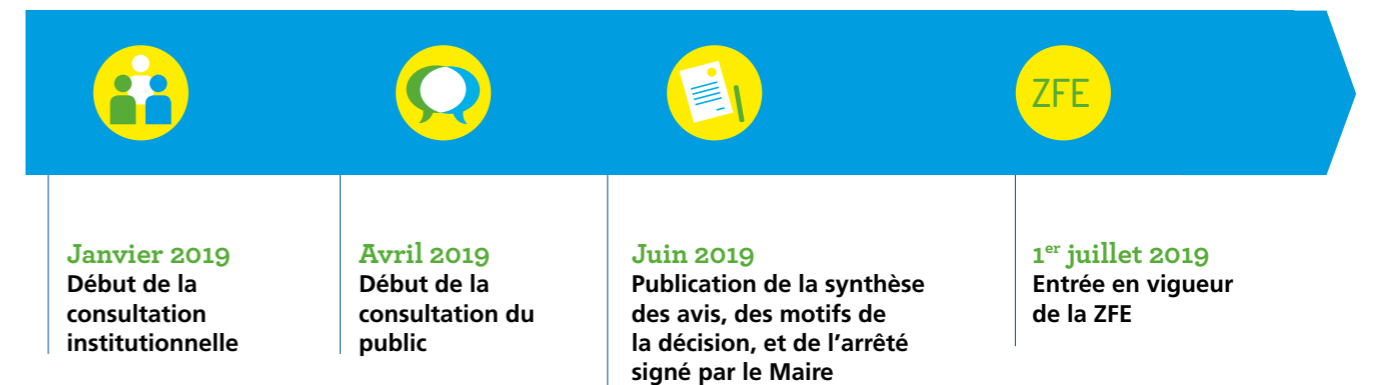 ZFE
Janvier 2019
Début de la
consultation
institutionnelle
Avril 2019
Début de la
consultation du
public
Juin 2019
Publication de la synthèse
des avis, des motifs de
la décision, et de l’arrêté
signé par le Maire
1er juillet 2019
Entrée en vigueur
de la ZFE